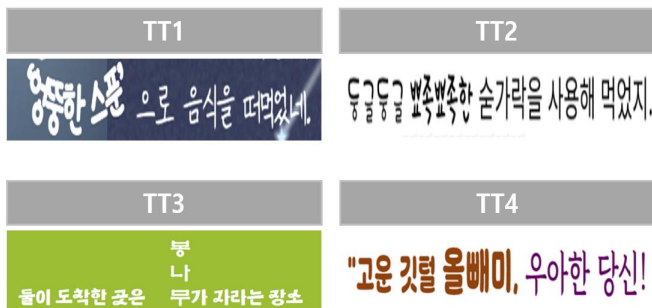 TT1
TT2
'엉뚱한 스푼'으로 음식을 떠먹었네.
둥글둥글 뾰족뾰족한 숟가락을 사용해 먹었지.
TT3
TT4
봉
나
둘이 도착한 곳은 무가 자라는 장소
"고운 깃털 올빼미, 우아한 당신!